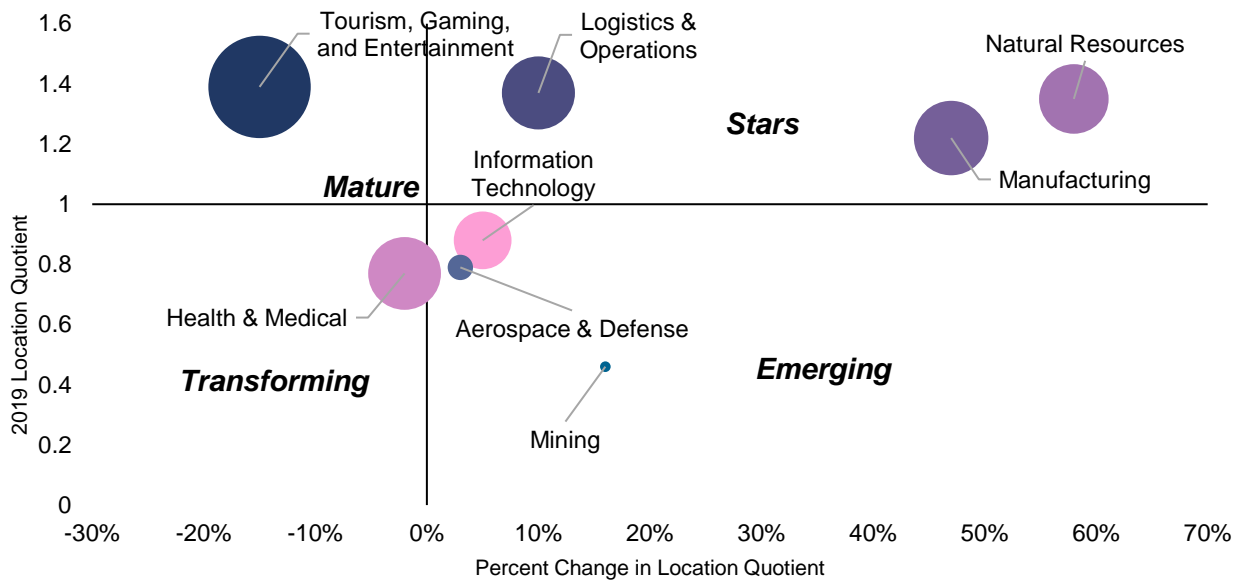 1.6
Tourism, Gaming,
and Entertainment
Logistics &
Operations
Natural Resources
1.4
Stars
1.2
Information
Technology
Manufacturing
Mature
1
0.8
Health & Medical
Aerospace & Defense
0.6
Transforming
Emerging
0.4
Mining
0.2
0
2019 Location Quotient
-30%
-20%
-10%
0%
10%
20%
30%
40%
50%
60%
70%
Percent Change in Location Quotient